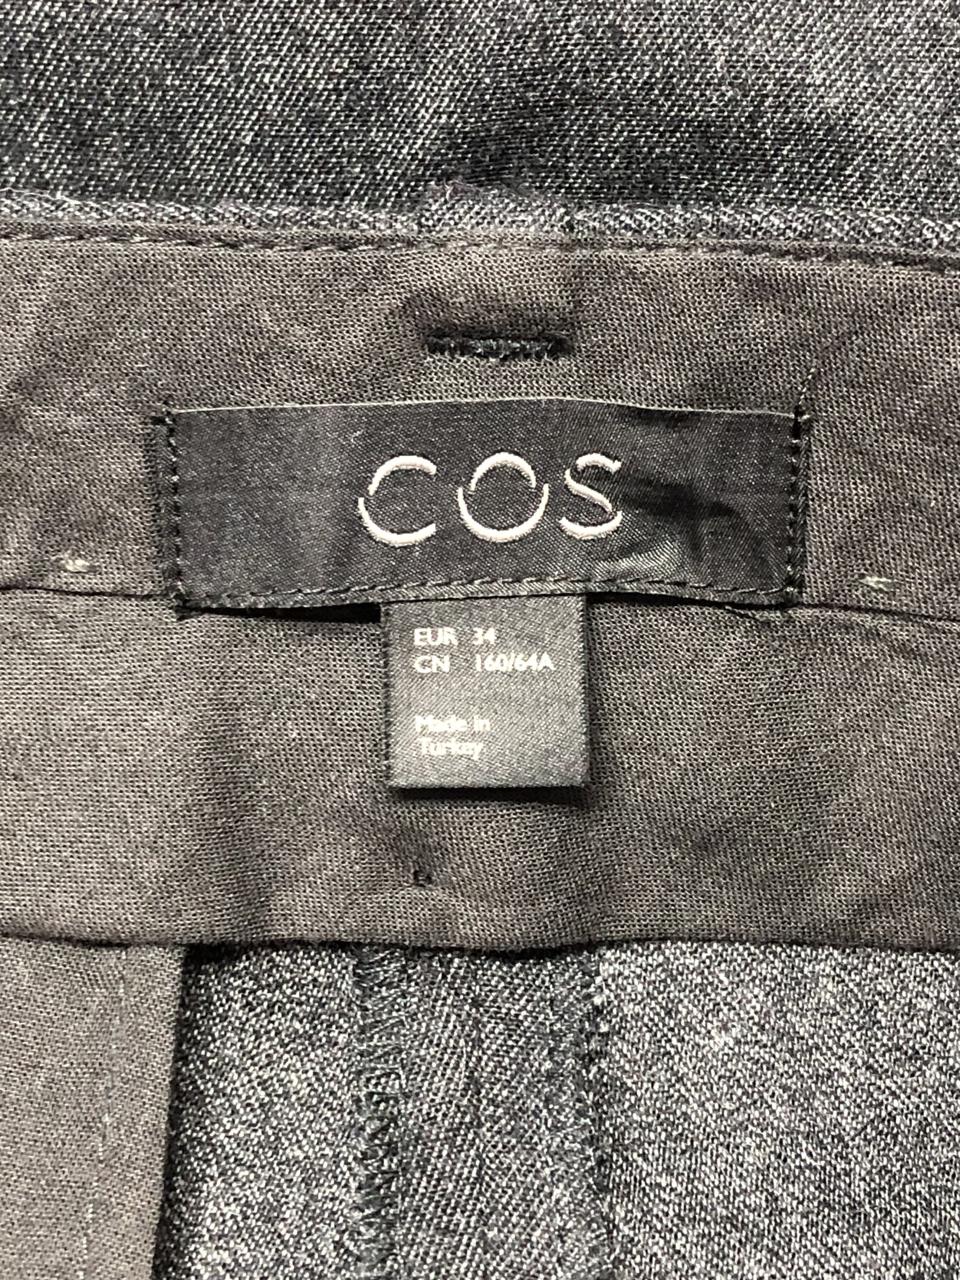 COS
EUR 34
CN 160/64A
Made in
Turkey